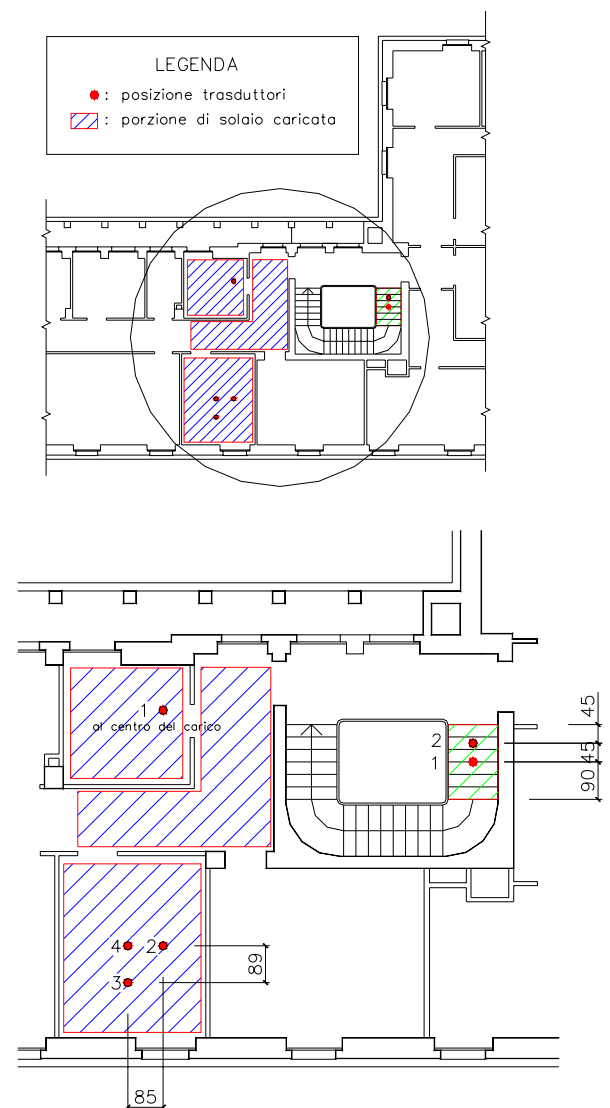 LEGENDA
: posizione trasduttori
: porzione di solaio caricata
1
al centro del carico
2
1
45
45
90
4 2
3
89
85